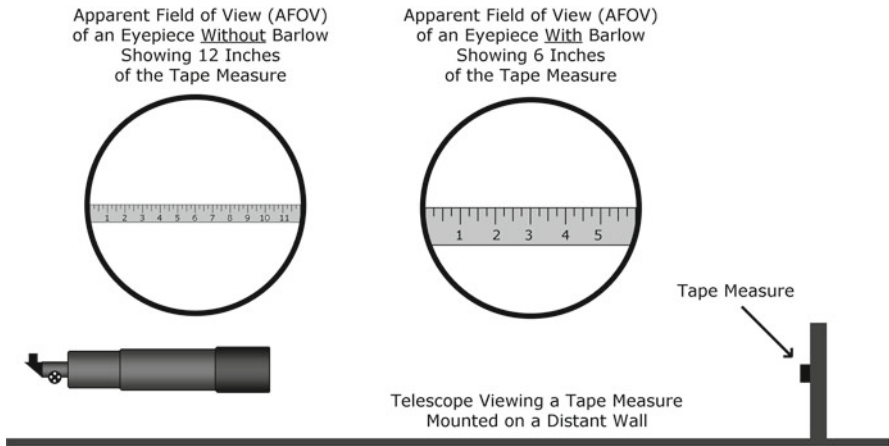 Apparent Field of View (AFOV)
of an Eyepiece Without Barlow
Showing 12 Inches
of the Tape Measure
Apparent Field of View (AFOV)
of an Eyepiece With Barlow
Showing 6 Inches
of the Tape Measure
1 2 3 4 5 6 7 8 9 10 11
1 2 3 4 5
Tape Measure
Telescope Viewing a Tape Measure
Mounted on a Distant Wall